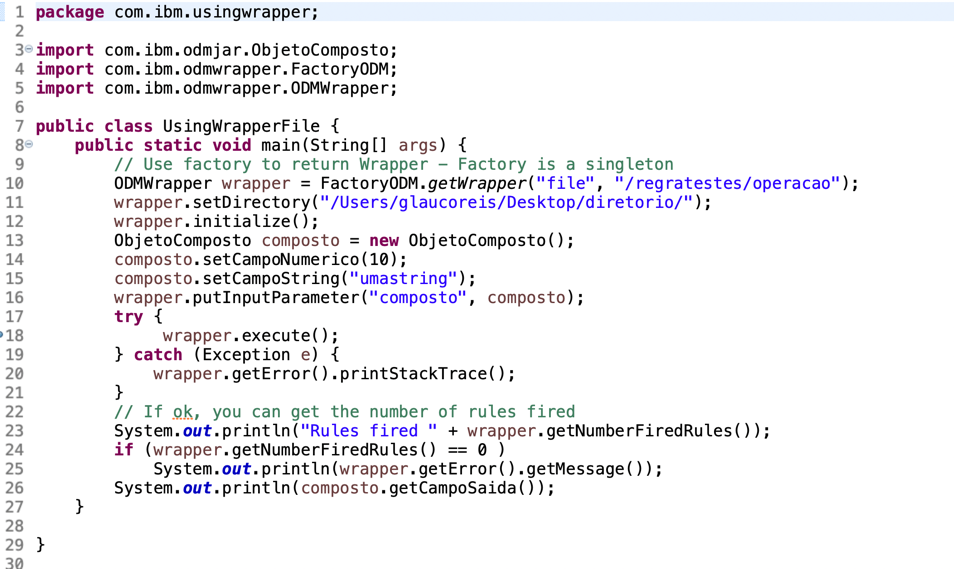 1 package com.ibm.usingwrapper;
2
3 import com.ibm.odmjar.ObjetoComposto;
4 import com.ibm.odmwrapper.FactoryODM;
5 import com.ibm.odmwrapper.ODMWrapper;
6
7 public class UsingWrapperFile {
8     public static void main(String[] args) {
9         // Use factory to return Wrapper – Factory is a singleton
10         ODMWrapper wrapper = FactoryODM.getWrapper("file", "/regratestes/operacao");
11         wrapper.setDirectory("/Users/glaucoreis/Desktop/diretorio/");
12         wrapper.initialize();
13         ObjetoComposto composto = new ObjetoComposto();
14         composto.setCampoNumerico(10);
15         composto.setCampoString("umastring");
16         wrapper.putInputParameter("composto", composto);
17         try {
18              wrapper.execute();
19         } catch (Exception e) {
20             wrapper.getError().printStackTrace();
21         }
22         // If ok, you can get the number of rules fired
23         System.out.println("Rules fired " + wrapper.getNumberFiredRules());
24         if (wrapper.getNumberFiredRules() == 0 )
25             System.out.println(wrapper.getError().getMessage());
26         System.out.println(composto.getCampoSaida());
27     }
28
29 }
30